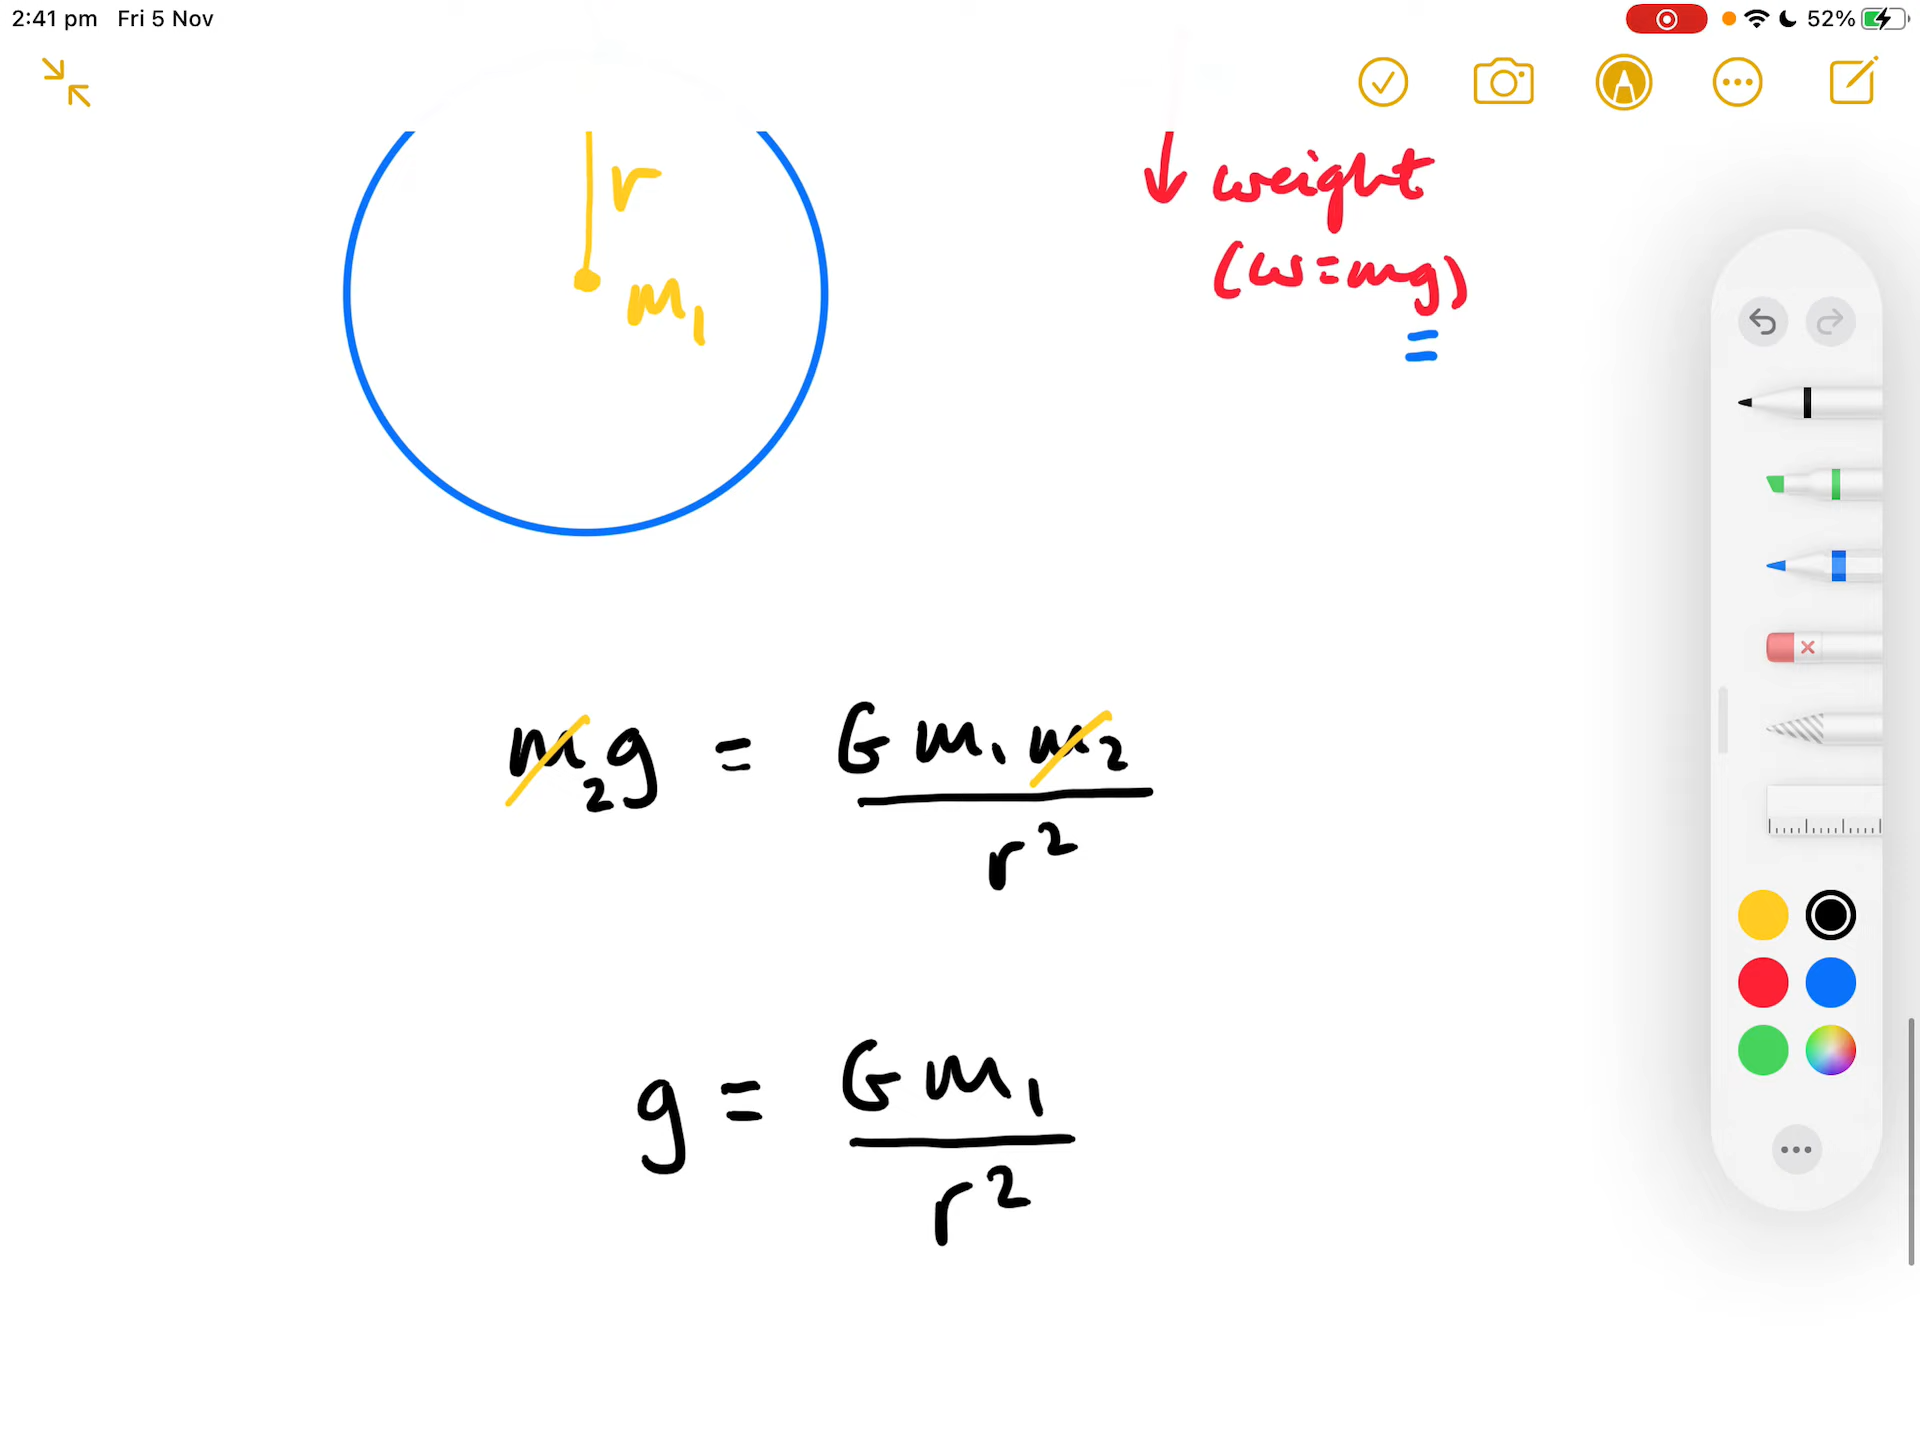 2:41 pm Fri 5 Nov
52%
r
m₁
weight
(w=mg)
=
m₂g = Gm₁m₂
r²
g = Gm₁
r²